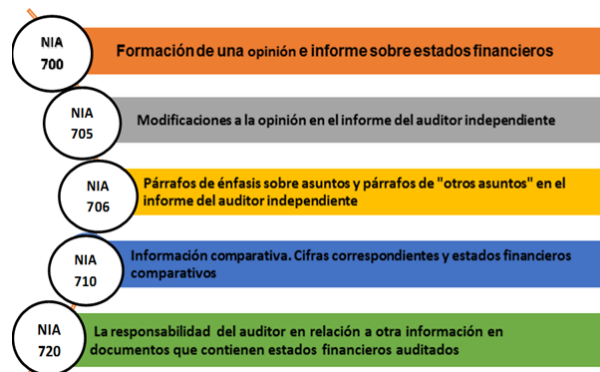 NIA
700
Formación de una opinión e informe sobre estados financieros
NIA
705
Modificaciones a la opinión en el informe del auditor independiente
NIA
706
Párrafos de énfasis sobre asuntos y párrafos de "otros asuntos" en el
informe del auditor independiente
NIA
710
Información comparativa. Cifras correspondientes y estados financieros
comparativos
NIA
720
La responsabilidad del auditor en relación a otra información en
documentos que contienen estados financieros auditados